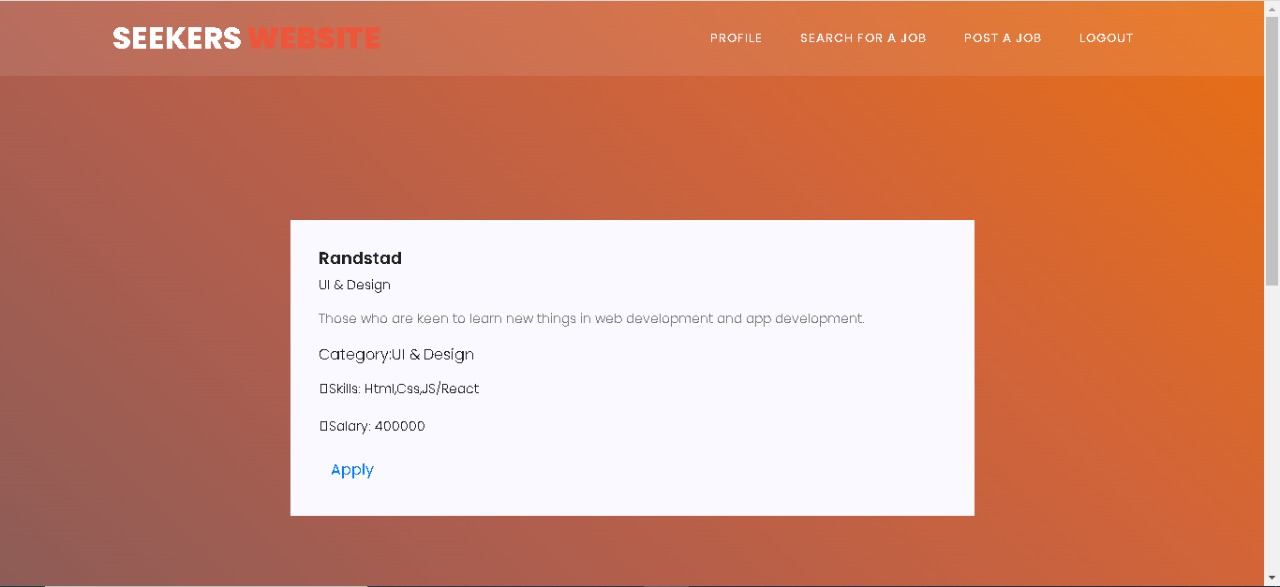 SEEKERS WEBSITE
PROFILE SEARCH FOR A JOB POST A JOB LOGOUT
Randstad
UI & Design
Those who are keen to learn new things in web development and app development.
Category:UI & Design
Skills: Html,Css,JS/React
Salary: 400000
Apply